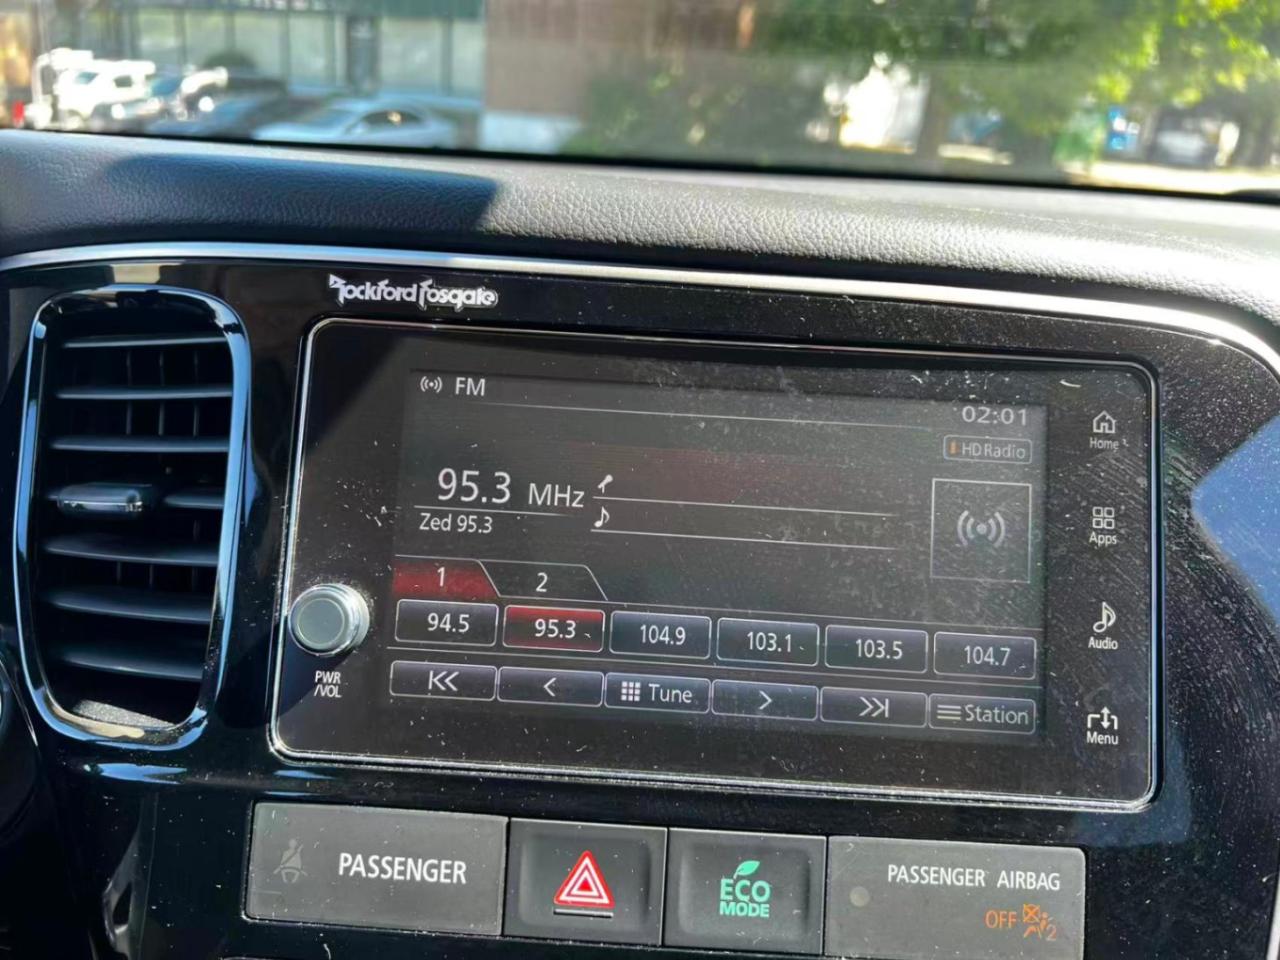 Rockford Fosgate
FM
02:01
HD Radio
95.3 MHz
Zed 95.3
1 2
94.5 95.3 104.9 103.1 103.5 104.7
Tune Station
Home
Apps
Audio
Menu
PWR
/VOL
PASSENGER
ECO
MODE
PASSENGER AIRBAG
OFF 2